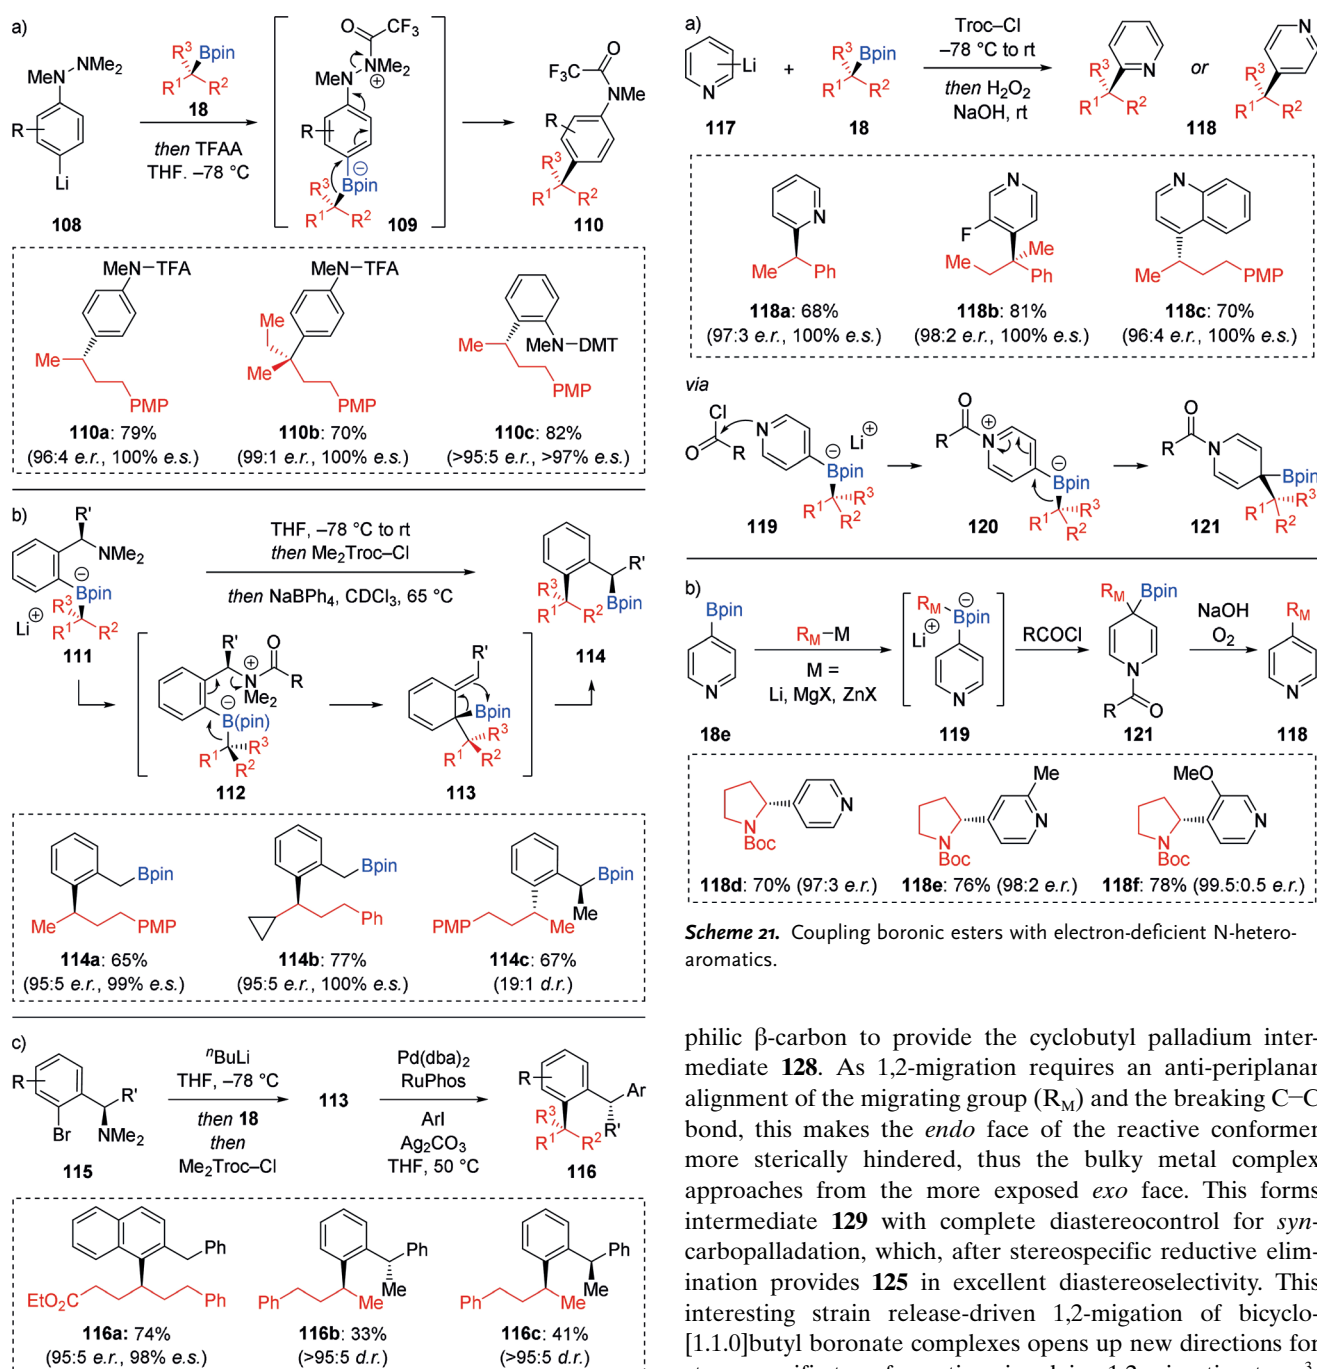 a)
MeN–NMe2
R
Li
108
R3 Bpin
R1 R2
18
then TFAA
THF. –78 °C
O CF3
MeN–NMe2 ⊕
R
⊖
R3 Bpin
R1 R2
109
O
F3C NMe
R
R3
R1 R2
110
MeN–TFA
Me
PMP
110a: 79%
(96:4 e.r., 100% e.s.)
MeN–TFA
Me
Me
PMP
110b: 70%
(99:1 e.r., 100% e.s.)
Me MeN–DMT
PMP
110c: 82%
(>95:5 e.r., >97% e.s.)
b)
R'
NMe2
⊖
Bpin
R3
Li ⊕ R1 R2
111
THF, –78 °C to rt
then Me2Troc–Cl
then NaBPh4, CDCl3, 65 °C
R'
R3
R1 R2 Bpin
114
R' O
⊕
N R
Me2
⊖
B(pin)
R1 R3
R2
112
R'
Bpin
R3
R1 R2
113
Bpin
Me PMP
114a: 65%
(95:5 e.r., 99% e.s.)
Bpin
Ph
114b: 77%
(95:5 e.r., 100% e.s.)
Bpin
Me
PMP Me
114c: 67%
(19:1 d.r.)
c)
R
R'
Br NMe2
115
nBuLi
THF, –78 °C
then 18
then
Me2Troc–Cl
113
Pd(dba)2
RuPhos
ArI
Ag2CO3
THF, 50 °C
R Ar
R3 R'
R1 R2
116
Ph
EtO2C Ph
116a: 74%
(95:5 e.r., 98% e.s.)
Ph
Me
Ph Me
116b: 33%
(>95:5 d.r.)
Ph
Me
Ph Me
116c: 41%
(>95:5 d.r.)
a)
Li
N
117
+
R3 Bpin
R1 R2
18
Troc–Cl
–78 °C to rt
then H2O2
NaOH, rt
R3 N
R1 R2
or
N
R3
R1 R2
118
N
Me Ph
118a: 68%
(97:3 e.r., 100% e.s.)
N
F
Me Me
Ph
118b: 81%
(98:2 e.r., 100% e.s.)
N
Me PMP
118c: 70%
(96:4 e.r., 100% e.s.)
via
Cl
O R
N ⊖ Li ⊕
Bpin
R1 R3
R2
119
O
R N ⊕
⊖
Bpin
R1 R3
R2
120
O
R N
Bpin
R1 R3
R2
121
b)
Bpin
N
18e
RM–M
M =
Li, MgX, ZnX
RM ⊖
Bpin
Li ⊕
N
119
RCOCl
RM Bpin
N
R O
121
NaOH
O2
RM
N
118
N
N
Boc
118d: 70% (97:3 e.r.)
Me
N
N
Boc
118e: 76% (98:2 e.r.)
MeO
N
N
Boc
118f: 78% (99.5:0.5 e.r.)
Scheme 21. Coupling boronic esters with electron-deficient N-hetero-
aromatics.
philic β-carbon to provide the cyclobutyl palladium inter-
mediate 128. As 1,2-migration requires an anti-periplanar
alignment of the migrating group (RM) and the breaking C–C
bond, this makes the endo face of the reactive conformer
more sterically hindered, thus the bulky metal complex
approaches from the more exposed exo face. This forms
intermediate 129 with complete diastereocontrol for syn-
carbopalladation, which, after stereospecific reductive elim-
ination provides 125 in excellent diastereoselectivity. This
interesting strain release-driven 1,2-migation of bicyclo-
[1.1.0]butyl boronate complexes opens up new directions for